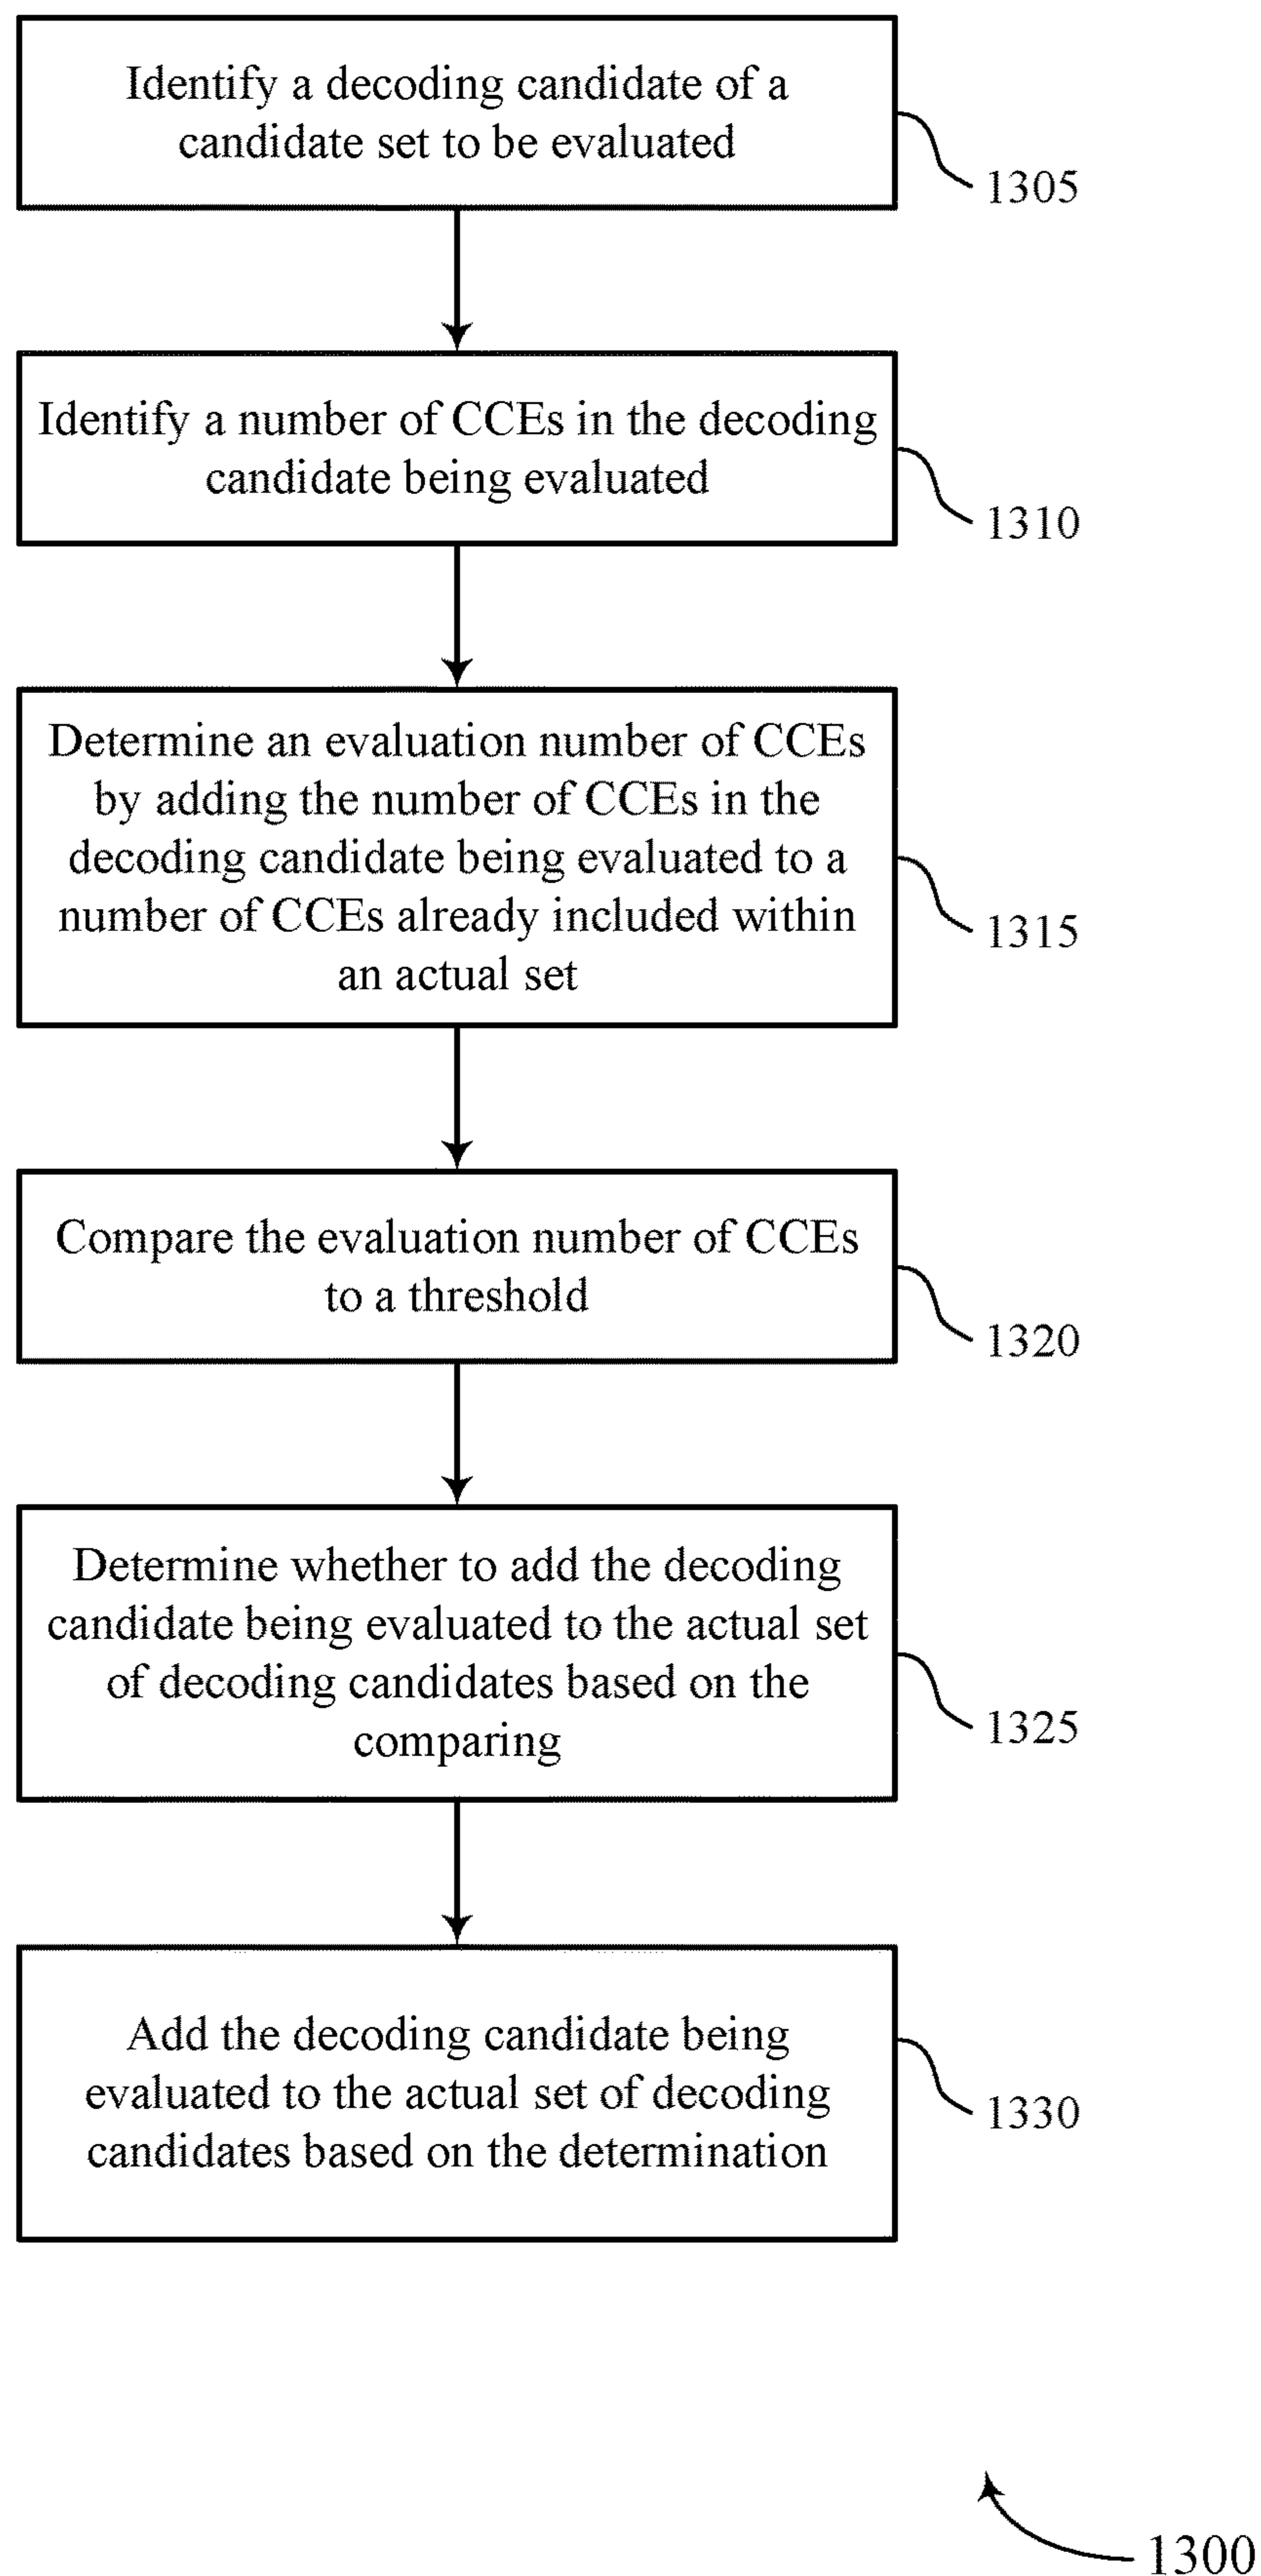 Identify a decoding candidate of a
candidate set to be evaluated
1305
Identify a number of CCEs in the decoding
candidate being evaluated
1310
Determine an evaluation number of CCEs
by adding the number of CCEs in the
decoding candidate being evaluated to a
number of CCEs already included within
an actual set
1315
Compare the evaluation number of CCEs
to a threshold
1320
Determine whether to add the decoding
candidate being evaluated to the actual set
of decoding candidates based on the
comparing
1325
Add the decoding candidate being
evaluated to the actual set of decoding
candidates based on the determination
1330
1300